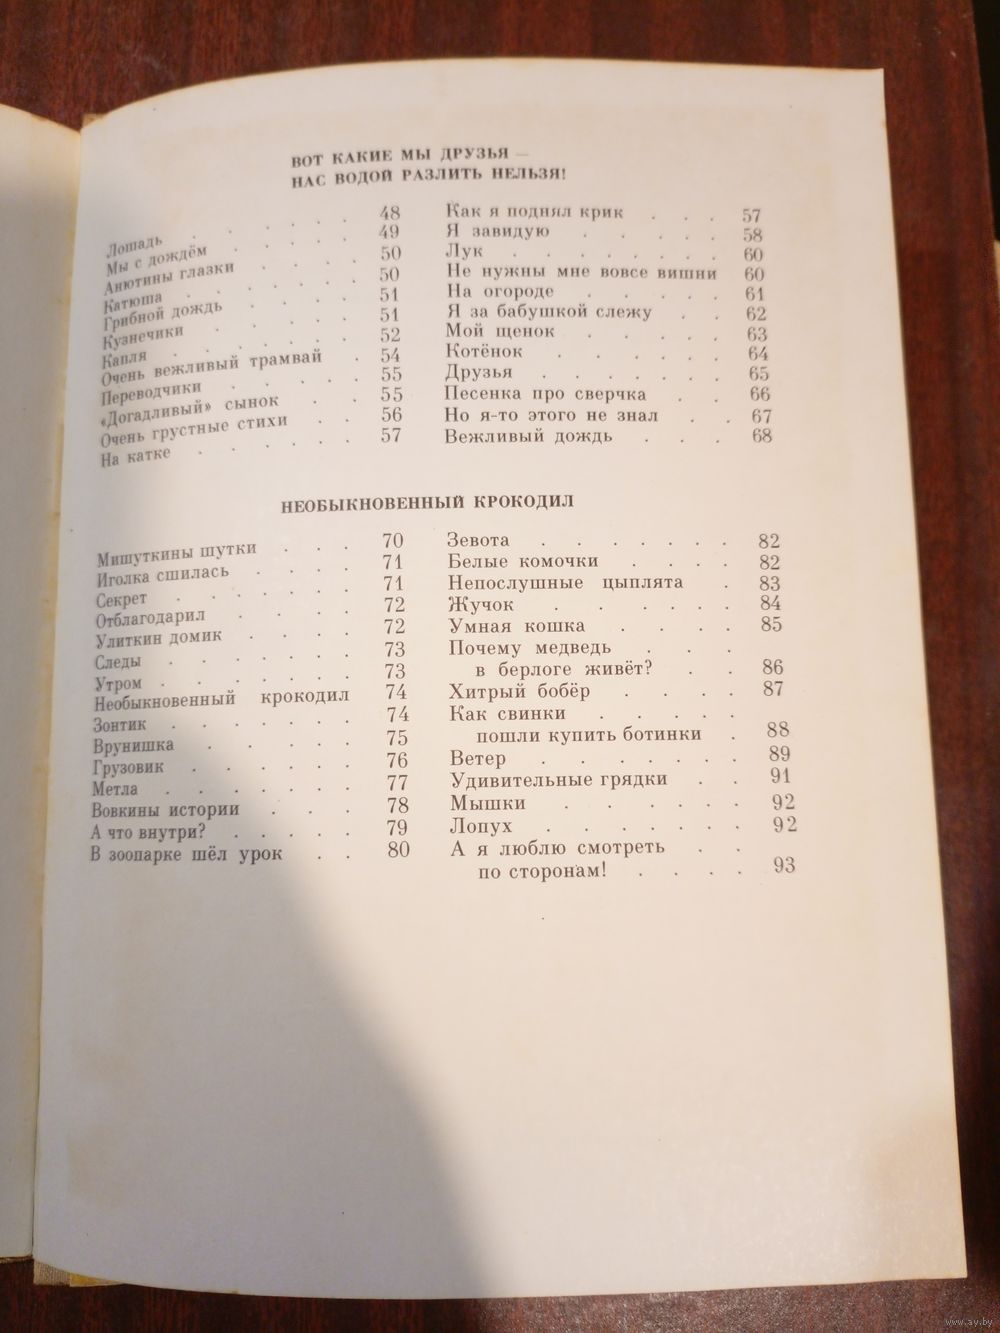 ВОТ КАКИЕ МЫ ДРУЗЬЯ —
НАС ВОДОЙ РАЗЛИТЬ НЕЛЬЗЯ!
Лошадь . . . . 48
Мы с дождём . . . . 49
Анютины глазки . . . . 50
Катюша . . . . . . 50
Грибной дождь . . . . 51
Кузнечики . . . . . 51
Капля . . . . . . 52
Очень вежливый трамвай . 54
Переводчики . . . . 55
«Догадливый» сынок . . 55
Очень грустные стихи . . 56
На катке . . . . . 57
Как я поднял крик . . . 57
Я завидую . . . . . 58
Лук . . . . . . . 60
Не нужны мне вовсе вишни 60
На огороде . . . . . 61
Я за бабушкой слежу . . 62
Мой щенок . . . . . 63
Котёнок . . . . . . 64
Друзья . . . . . . . 65
Песенка про сверчка . . 66
Но я-то этого не знал . . 67
Вежливый дождь . . . 68
НЕОБЫКНОВЕННЫЙ КРОКОДИЛ
Мишуткины шутки . . . 70
Иголка сшилась . . . . 71
Секрет . . . . . . 71
Отблагодарил . . . . 72
Улиткин домик . . . . 72
Следы . . . . . . 73
Утром . . . . . . 73
Необыкновенный крокодил 74
Зонтик . . . . . . 74
Врунишка . . . . . 75
Грузовик . . . . . 76
Метла . . . . . . 77
Вовкины истории . . . 78
А что внутри? . . . . . 79
В зоопарке шёл урок . . 80
Зевота . . . . . . . 82
Белые комочки . . . . 82
Непослушные цыплята . 83
Жучок . . . . . . 84
Умная кошка . . . . 85
Почему медведь . . .
в берлоге живёт? . . 86
Хитрый бобёр . . . . 87
Как свинки . . . . .
пошли купить ботинки . 88
Ветер . . . . . . . 89
Удивительные грядки . . 91
Мышки . . . . . . 92
Лопух . . . . . . . 92
А я люблю смотреть . .
по сторонам! . . . . 93
www.ay.by